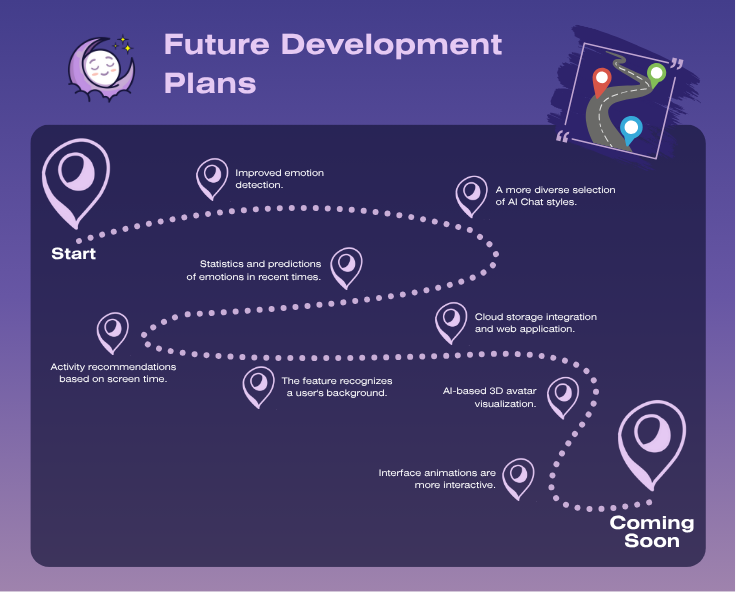 Future Development
Plans
Start
Improved emotion
detection.
A more diverse selection
of AI Chat styles.
Statistics and predictions
of emotions in recent times.
Activity recommendations
based on screen time.
The feature recognizes
a user's background.
Cloud storage integration
and web application.
AI-based 3D avatar
visualization.
Interface animations are
more interactive.
Coming
Soon